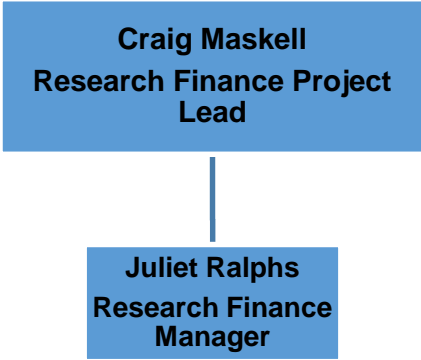 Craig Maskell
Research Finance Project
Lead
Juliet Ralphs
Research Finance
Manager